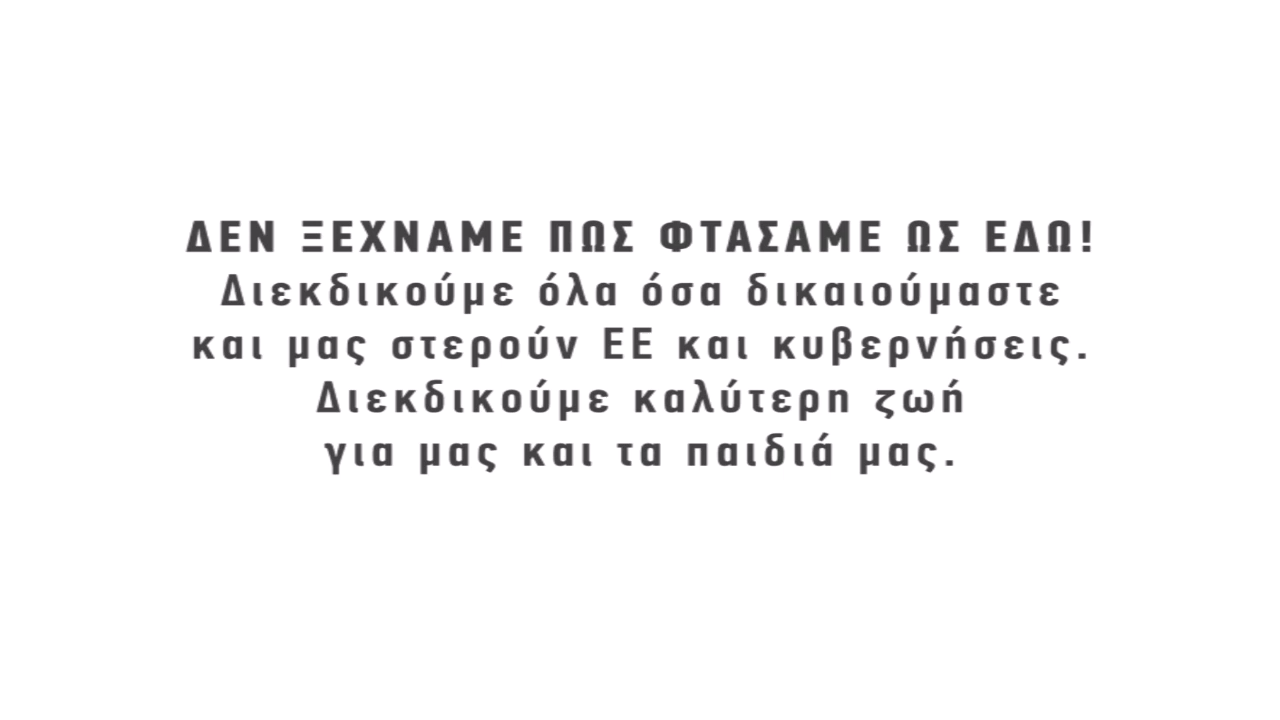 ΔΕΝ ΞΕΧΝΑΜΕ ΠΩΣ ΦΤΑΣΑΜΕ ΩΣ ΕΔΩ!
Διεκδικούμε όλα όσα δικαιούμαστε
και μας στερούν ΕΕ και κυβερνήσεις.
Διεκδικούμε καλύτερη ζωή
για μας και τα παιδιά μας.